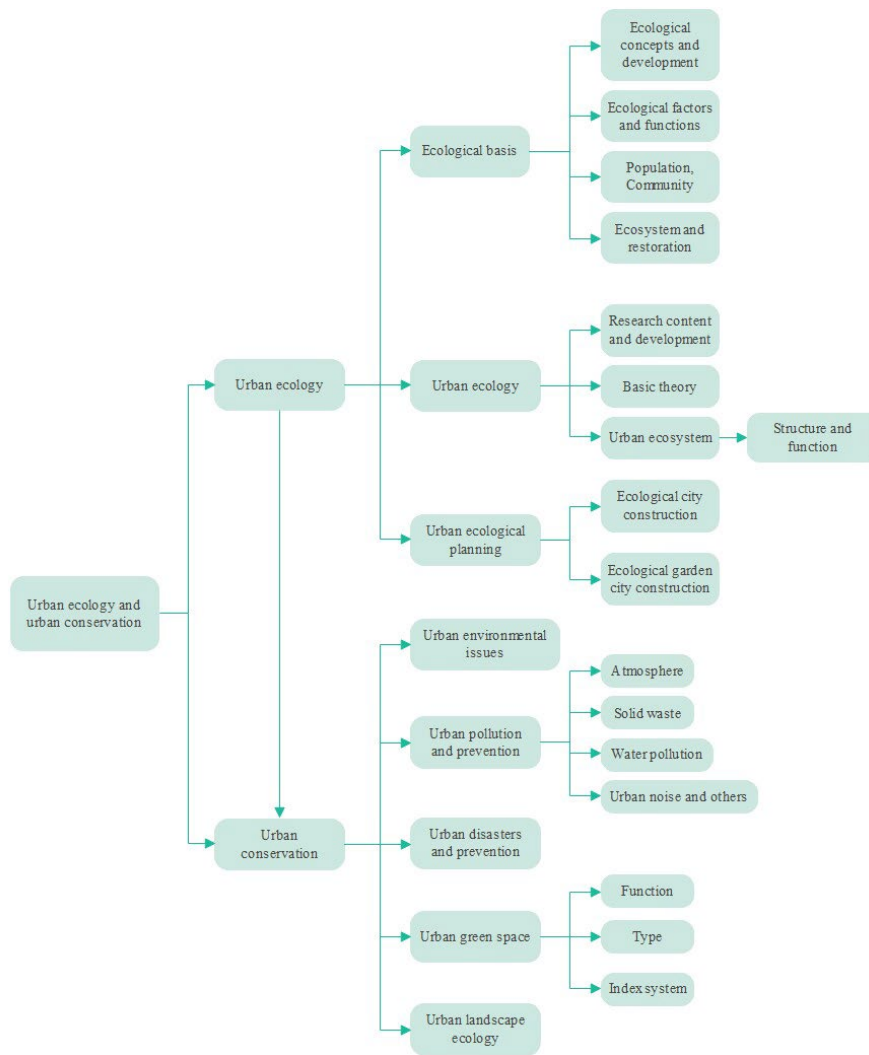 Ecological
concepts and
development
Ecological factors
and functions
Ecological basis
Population,
Community
Ecosystem and
restoration
Research content
and development
Urban ecology
Urban ecology
Basic theory
Urban ecosystem
Structure and
function
Ecological city
construction
Urban ecological
planning
Ecological garden
city construction
Urban ecology and
urban conservation
Urban environmental
issues
Atmosphere
Solid waste
Urban pollution
and prevention
Water pollution
Urban noise and others
Urban
conservation
Urban disasters
and prevention
Function
Urban green space
Type
Index system
Urban landscape
ecology